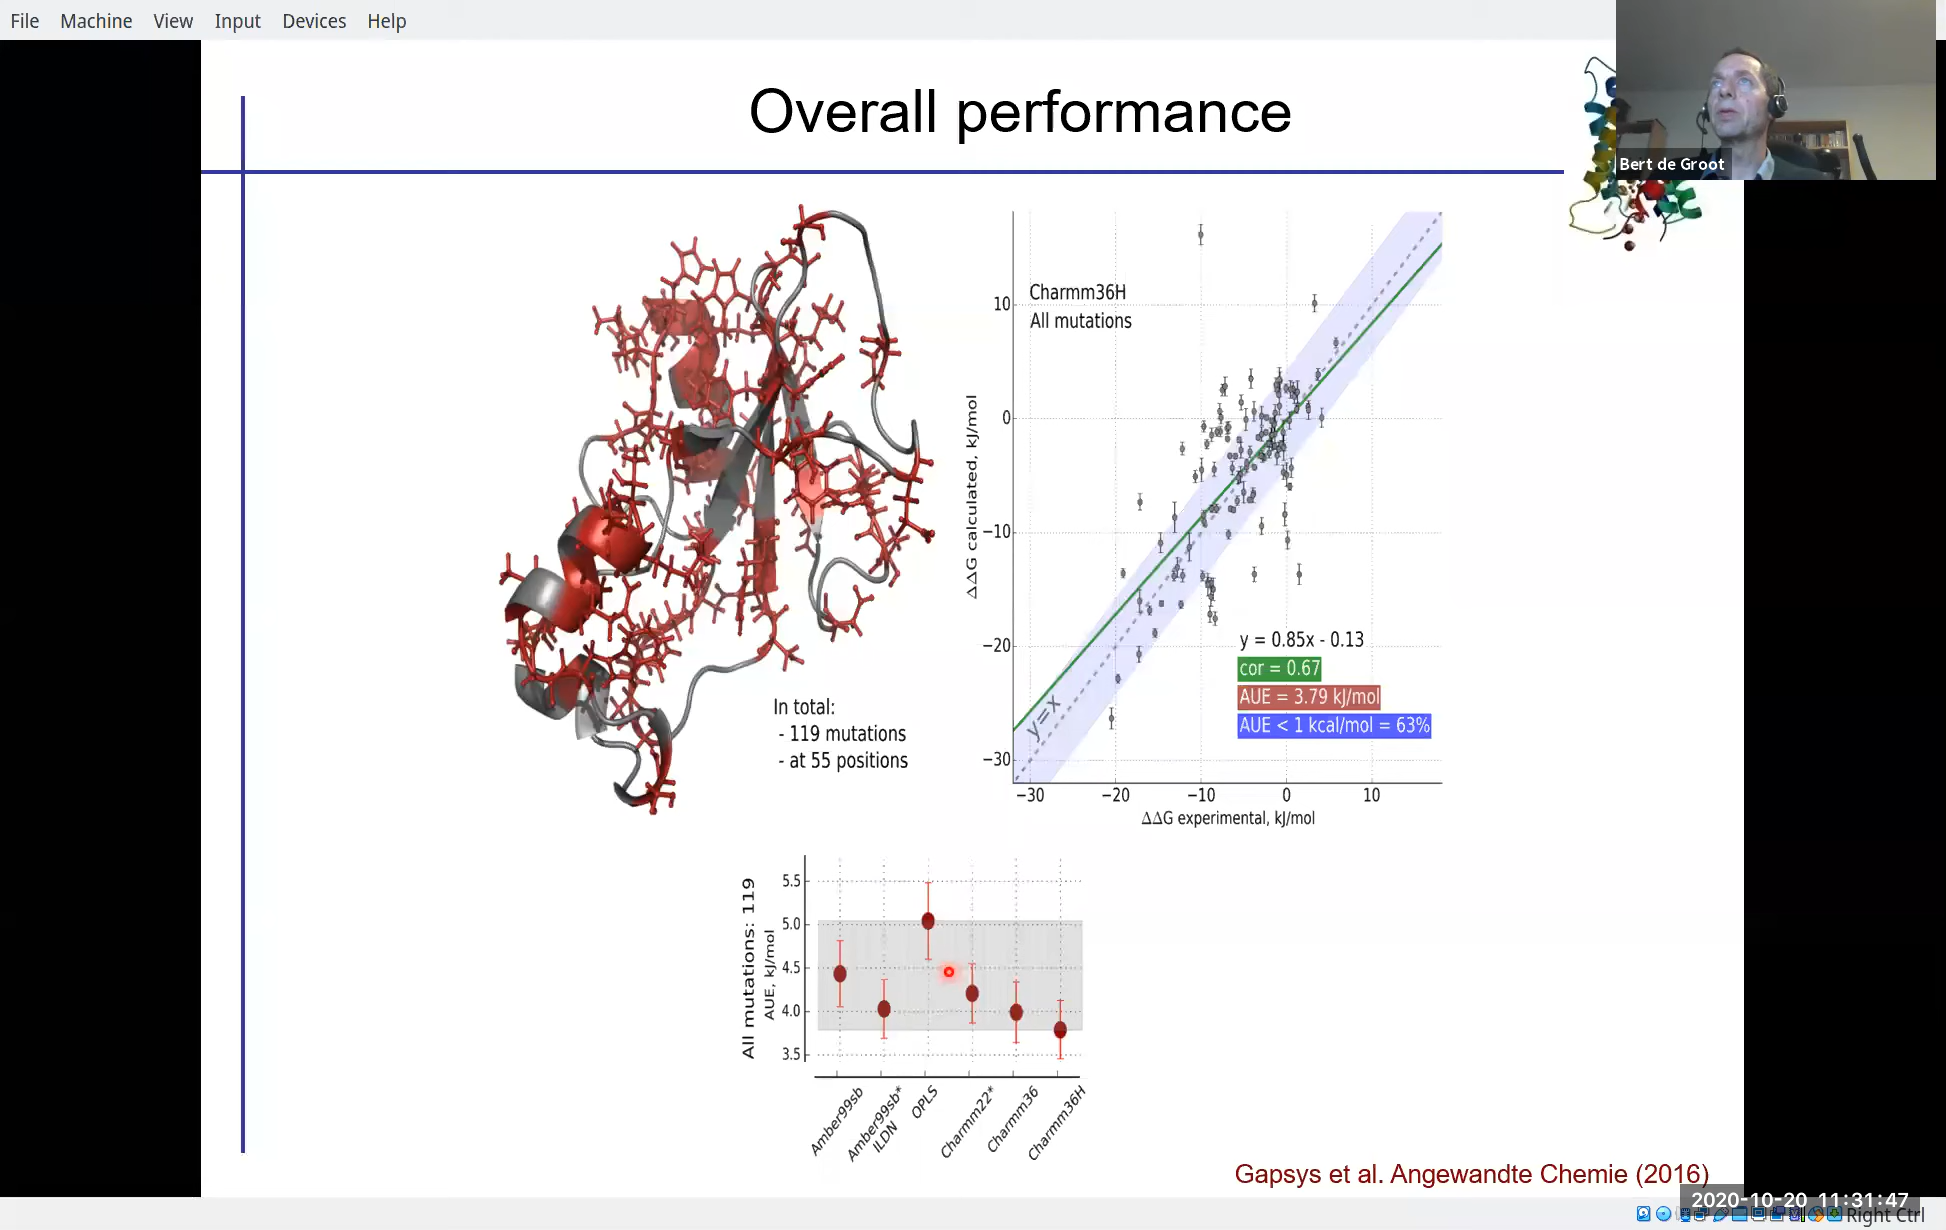 File Machine View Input Devices Help
Overall performance
Bert de Groot
Charmm36H
All mutations
10
0
−10
−20
−30
ΔΔG calculated, kJ/mol
y=x
y = 0.85x - 0.13
cor = 0.67
AUE = 3.79 kJ/mol
AUE < 1 kcal/mol = 63%
−30 −20 −10 0 10
ΔΔG experimental, kJ/mol
In total:
- 119 mutations
- at 55 positions
All mutations: 119
AUE, kJ/mol
5.5
5.0
4.5
4.0
3.5
Amber99sb
Amber99sb*
ILDN
OPLS
Charmm22*
Charmm36
Charmm36H
Gapsys et al. Angewandte Chemie (2016)
2020-10-20 11:31:47
Right Ctrl